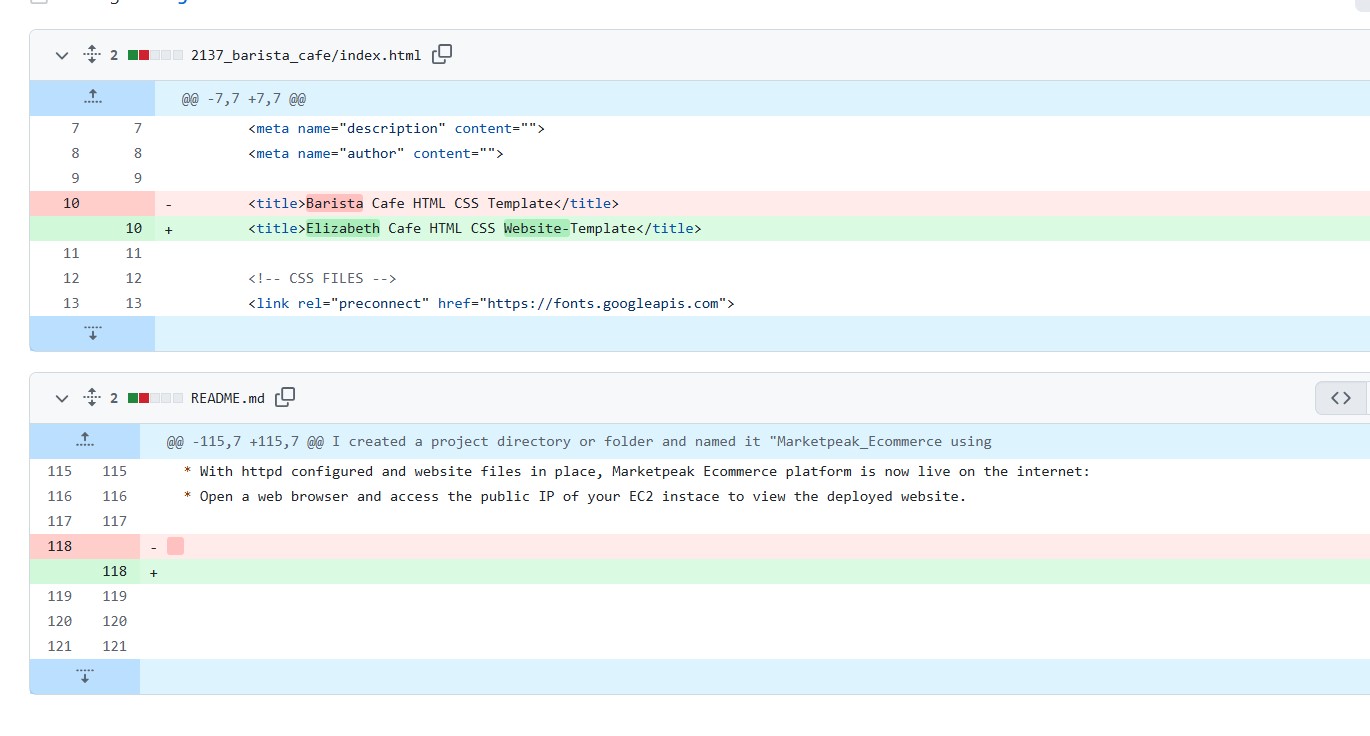 2 2137_barista_cafe/index.html
@@ -7,7 +7,7 @@
7 7 <meta name="description" content="">
8 8 <meta name="author" content="">
9 9
10 - <title>Barista Cafe HTML CSS Template</title>
10 + <title>Elizabeth Cafe HTML CSS Website-Template</title>
11 11
12 12 <!-- CSS FILES -->
13 13 <link rel="preconnect" href="https://fonts.googleapis.com">
2 README.md
@@ -115,7 +115,7 @@ I created a project directory or folder and named it "Marketpeak_Ecommerce using
115 115 * With httpd configured and website files in place, Marketpeak Ecommerce platform is now live on the internet:
116 116 * Open a web browser and access the public IP of your EC2 instace to view the deployed website.
117 117
118 -
118 +
119 119
120 120
121 121